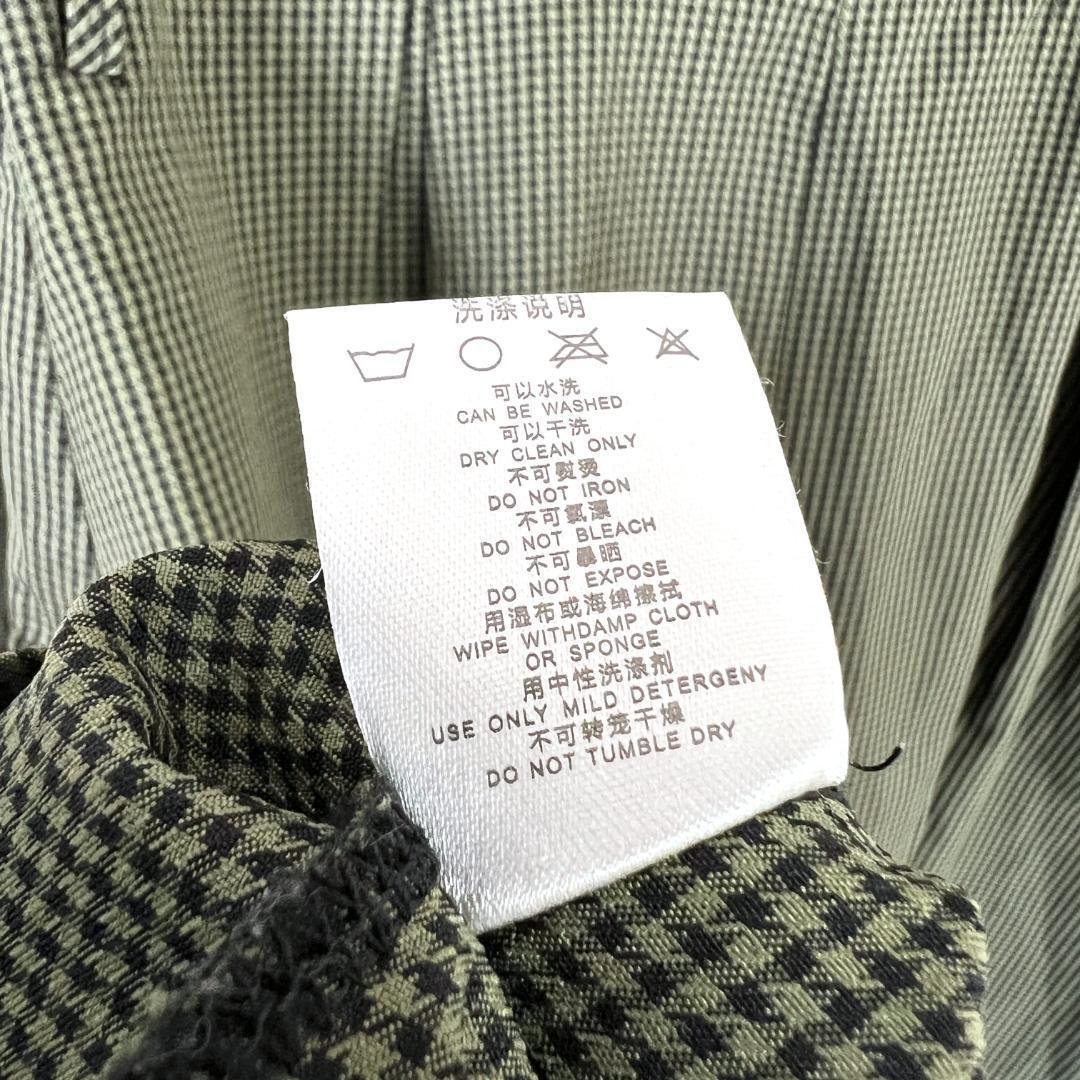 洗涤说明
可以水洗
CAN BE WASHED
可以干洗
DRY CLEAN ONLY
不可熨烫
DO NOT IRON
不可氯漂
DO NOT BLEACH
不可暴晒
DO NOT EXPOSE
用湿布或海绵擦拭
WIPE WITHDAMP CLOTH
OR SPONGE
用中性洗涤剂
USE ONLY MILD DETERGENY
不可转笼干燥
DO NOT TUMBLE DRY